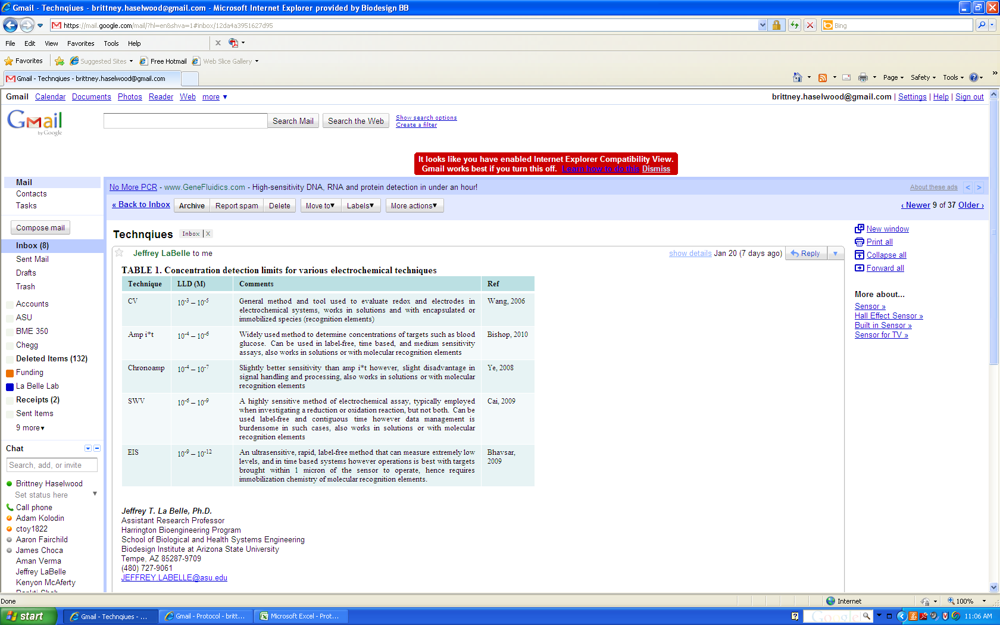 Gmail - Technqiues - brittney.haselwood@gmail.com - Microsoft Internet Explorer provided by Biodesign BB
https://mail.google.com/mail/?hl=en&shva=1#inbox/12da4a3951627d95
Bing
File Edit View Favorites Tools Help
Favorites Suggested Sites Free Hotmail Web Slice Gallery
Gmail - Technqiues - brittney.haselwood@gmail.com
Page Safety Tools
Gmail Calendar Documents Photos Reader Web more ▼
brittney.haselwood@gmail.com | Settings | Help | Sign out
Gmail
by Google
Search Mail Search the Web
Show search options
Create a filter
It looks like you have enabled Internet Explorer Compatibility View.
Gmail works best if you turn this off. Learn how to do this Dismiss
Mail
Contacts
Tasks
Compose mail
Inbox (8)
Sent Mail
Drafts
Trash
Accounts
ASU
BME 350
Chegg
Deleted Items (132)
Funding
La Belle Lab
Receipts (2)
Sent Items
9 more▼
Chat
Search, add, or invite
Brittney Haselwood
Set status here
Call phone
Adam Kolodin
ctoy1822
Aaron Fairchild
James Choca
Aman Verma
Jeffrey LaBelle
Kenyon McAferty
No More PCR - www.GeneFluidics.com - High-sensitivity DNA, RNA and protein detection in under an hour!
About these ads < >
« Back to Inbox Archive Report spam Delete Move to▼ Labels▼ More actions▼
‹ Newer 9 of 37 Older ›
Technqiues Inbox | X
Jeffrey LaBelle to me
show details Jan 20 (7 days ago) Reply ▼
TABLE 1. Concentration detection limits for various electrochemical techniques
Technique LLD (M) Comments Ref
CV 10-3 – 10-5 General method and tool used to evaluate redox and electrodes in Wang, 2006
electrochemical systems, works in solutions and with encapsulated or
immobilized species (recognition elements)
Amp i*t 10-4 – 10-6 Widely used method to determine concentrations of targets such as blood Bishop, 2010
glucose. Can be used in label-free, time based, and medium sensitivity
assays, also works in solutions or with molecular recognition elements
Chronoamp 10-4 – 10-7 Slightly better sensitivity than amp i*t however, slight disadvantage in Ye, 2008
signal handling and processing, also works in solutions or with molecular
recognition elements
SWV 10-6 – 10-9 A highly sensitive method of electrochemical assay, typically employed Cai, 2009
when investigating a reduction or oxidation reaction, but not both. Can be
used label-free and contiguous time however data management is
burdensome in such cases, also works in solutions or with molecular
recognition elements
EIS 10-9 – 10-12 An ultrasensitive, rapid, label-free method that can measure extremely low Bhavsar,
levels, and in time based systems however operations is best with targets 2009
brought within 1 micron of the sensor to operate, hence requires
immobilization chemistry of molecular recognition elements.
Jeffrey T. La Belle, Ph.D.
Assistant Research Professor
Harrington Bioengineering Program
School of Biological and Health Systems Engineering
Biodesign Institute at Arizona State University
Tempe, AZ 85287-9709
(480) 727-9061
JEFFREY.LABELLE@asu.edu
New window
Print all
Collapse all
Forward all
More about...
Sensor »
Hall Effect Sensor »
Built in Sensor »
Sensor for TV »
Done Internet 100%
start Gmail - Technqiues - ... Gmail - Protocol - britt... Microsoft Excel - Prot... Google 11:06 AM